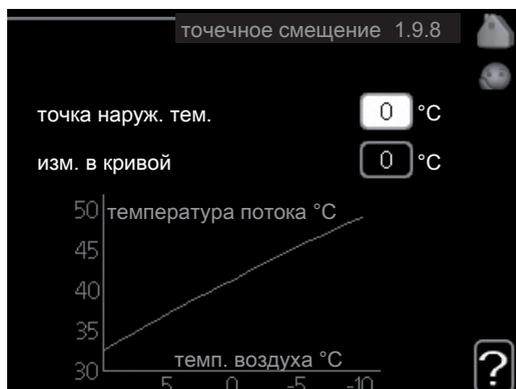 точечное смещение 1.9.8
точка наруж. тем. 0 °C
изм. в кривой 0 °C
50 температура потока °C
45
40
35
30 темп. воздуха °C
5 0 -5 -10
?